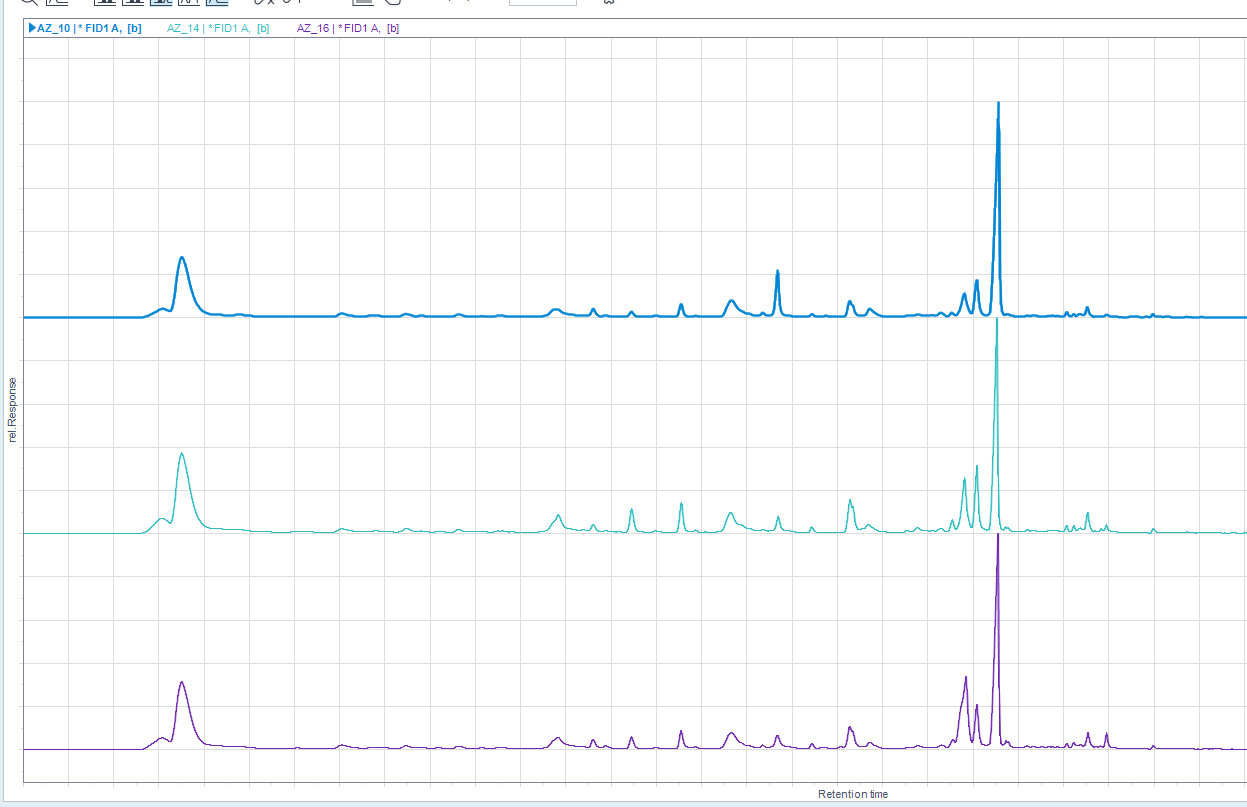 AZ_10 | * FID1 A, [b] AZ_14 | * FID1 A, [b] AZ_16 | * FID1 A, [b]
rel.Response
Retention time